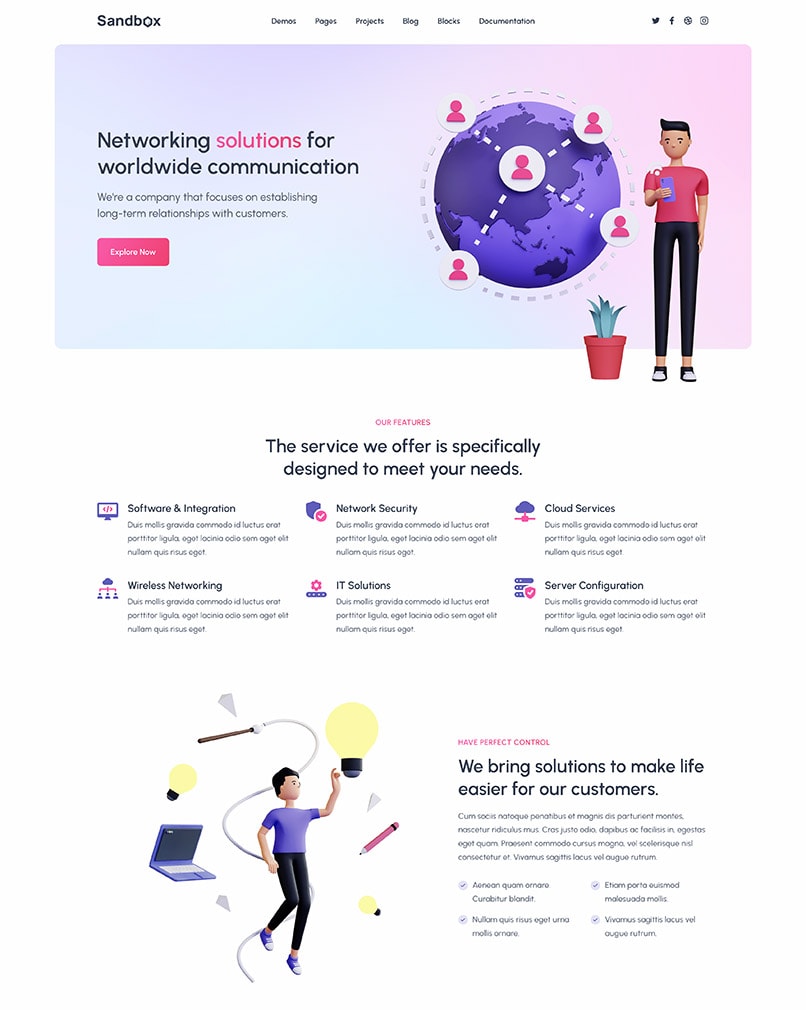 Sandbox
Demos Pages Projects Blog Blocks Documentation
Networking solutions for
worldwide communication
We're a company that focuses on establishing
long-term relationships with customers.
Explore Now
OUR FEATURES
The service we offer is specifically
designed to meet your needs.
Software & Integration
Duis mollis gravida commodo id luctus erat
porttitor ligula, eget lacinia odio sem aget elit
nullam quis risus eget.
Network Security
Duis mollis gravida commodo id luctus erat
porttitor ligula, eget lacinia odio sem aget elit
nullam quis risus eget.
Cloud Services
Duis mollis gravida commodo id luctus erat
porttitor ligula, eget lacinia odio sem aget elit
nullam quis risus eget.
Wireless Networking
Duis mollis gravida commodo id luctus erat
porttitor ligula, eget lacinia odio sem aget elit
nullam quis risus eget.
IT Solutions
Duis mollis gravida commodo id luctus erat
porttitor ligula, eget lacinia odio sem aget elit
nullam quis risus eget.
Server Configuration
Duis mollis gravida commodo id luctus erat
porttitor ligula, eget lacinia odio sem aget elit
nullam quis risus eget.
HAVE PERFECT CONTROL
We bring solutions to make life
easier for our customers.
Cum sociis natoque penatibus et magnis dis parturient montes,
nascetur ridiculus mus. Cras justo odio, dapibus ac facilisis in, egestas
eget quam. Praesent commodo cursus magna, vel scelerisque nisl
consectetur et. Vivamus sagittis lacus vel augue rutrum.
Aenean quam ornare.
Curabitur blandit.
Etiam porta euismod
malesuada mollis.
Nullam quis risus eget urna
mollis ornare.
Vivamus sagittis lacus vel
augue rutrum.